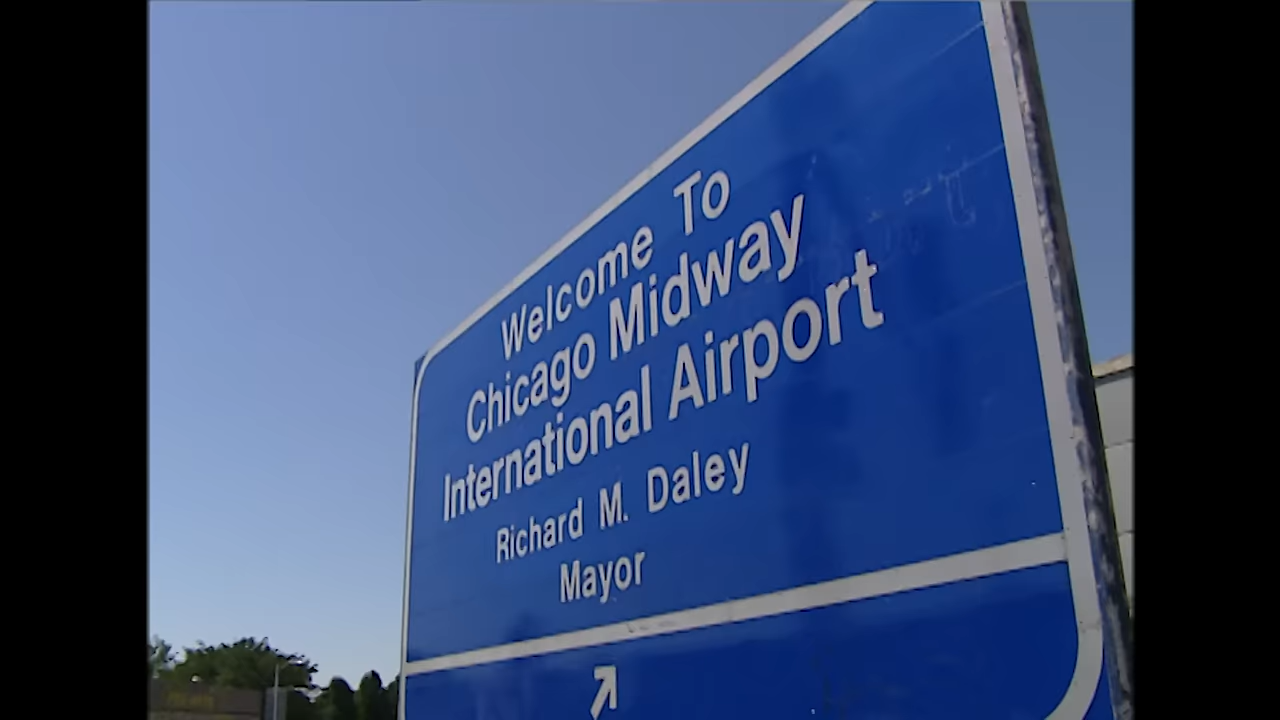 Welcome To
Chicago Midway
International Airport
Richard M. Daley
Mayor